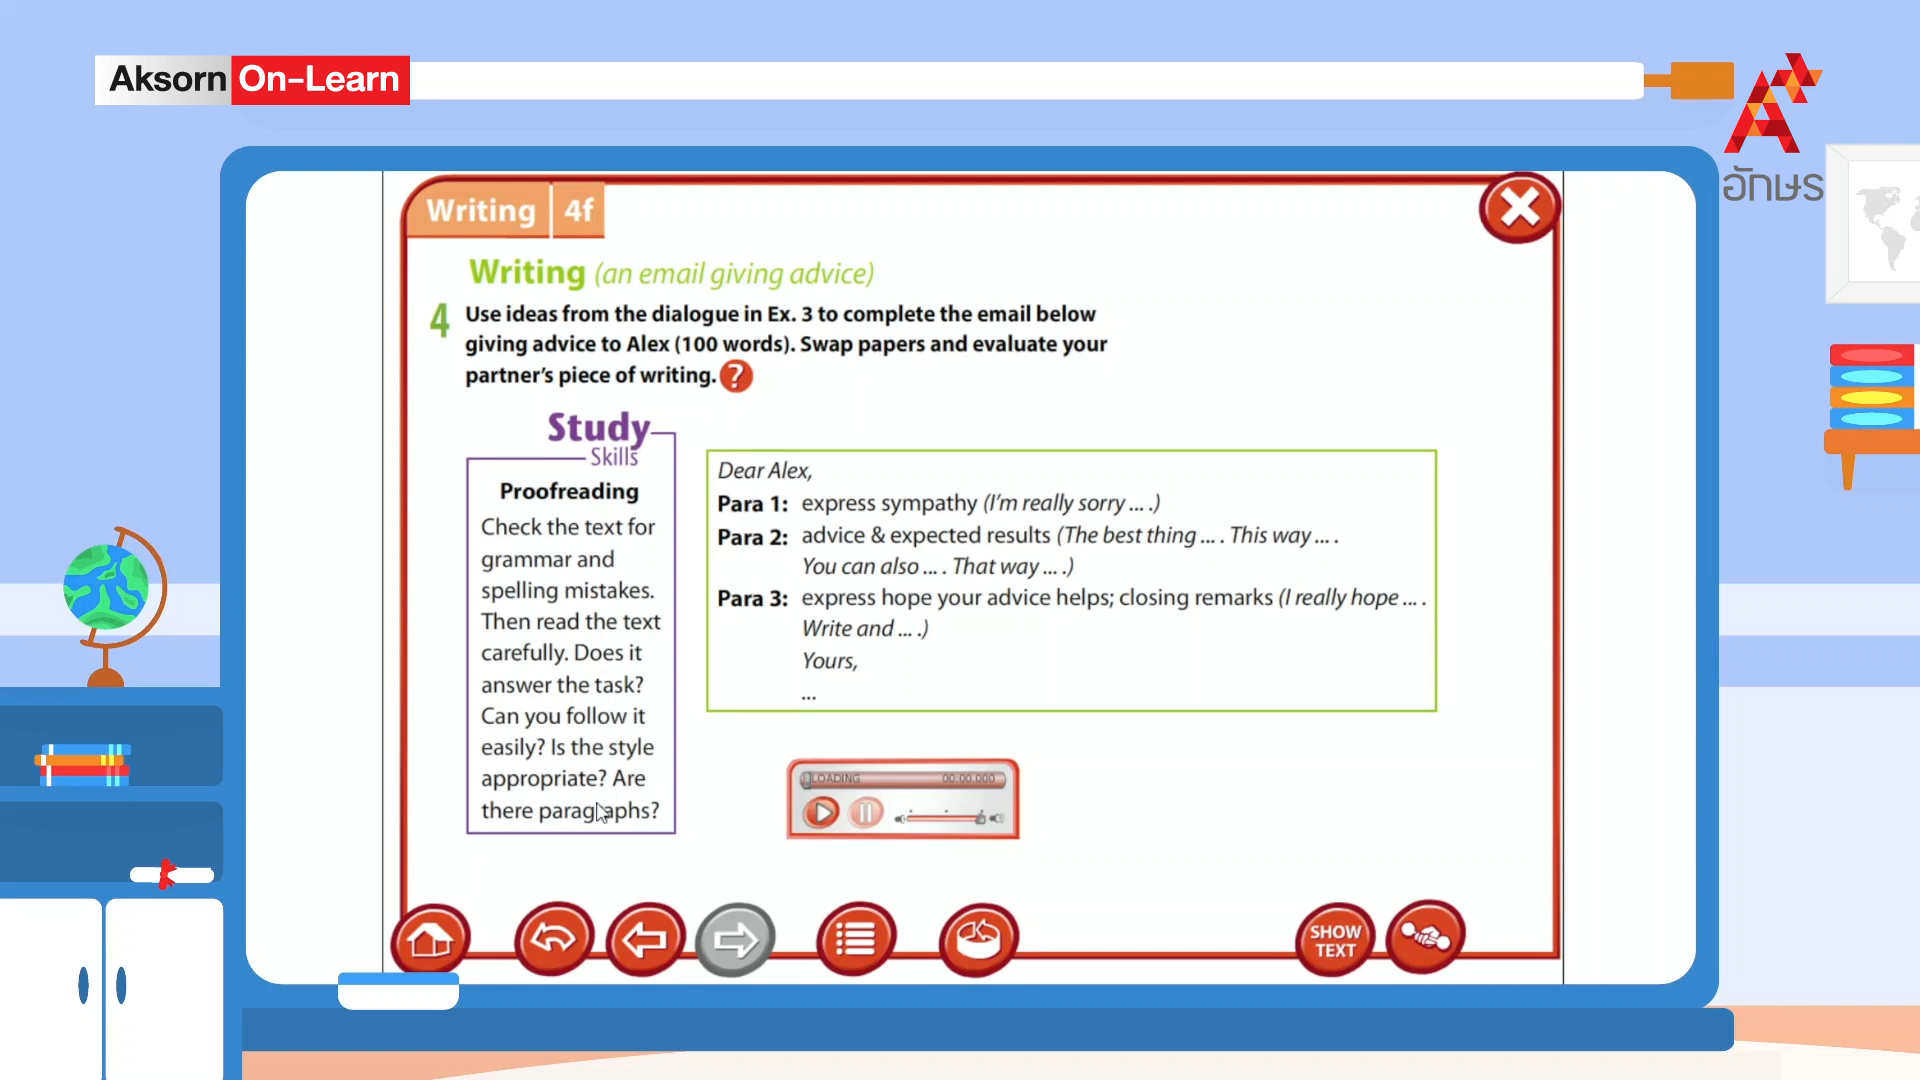 Aksorn On-Learn
อักษร
Writing 4f
Writing (an email giving advice)
4 Use ideas from the dialogue in Ex. 3 to complete the email below
giving advice to Alex (100 words). Swap papers and evaluate your
partner's piece of writing. ?
Study
Skills
Proofreading
Check the text for
grammar and
spelling mistakes.
Then read the text
carefully. Does it
answer the task?
Can you follow it
easily? Is the style
appropriate? Are
there paragraphs?
Dear Alex,
Para 1: express sympathy (I'm really sorry ... .)
Para 2: advice & expected results (The best thing ... . This way ... .
You can also ... . That way ... .)
Para 3: express hope your advice helps; closing remarks (I really hope ... .
Write and ... .)
Yours,
...
LOADING 00:00.000
SHOW
TEXT